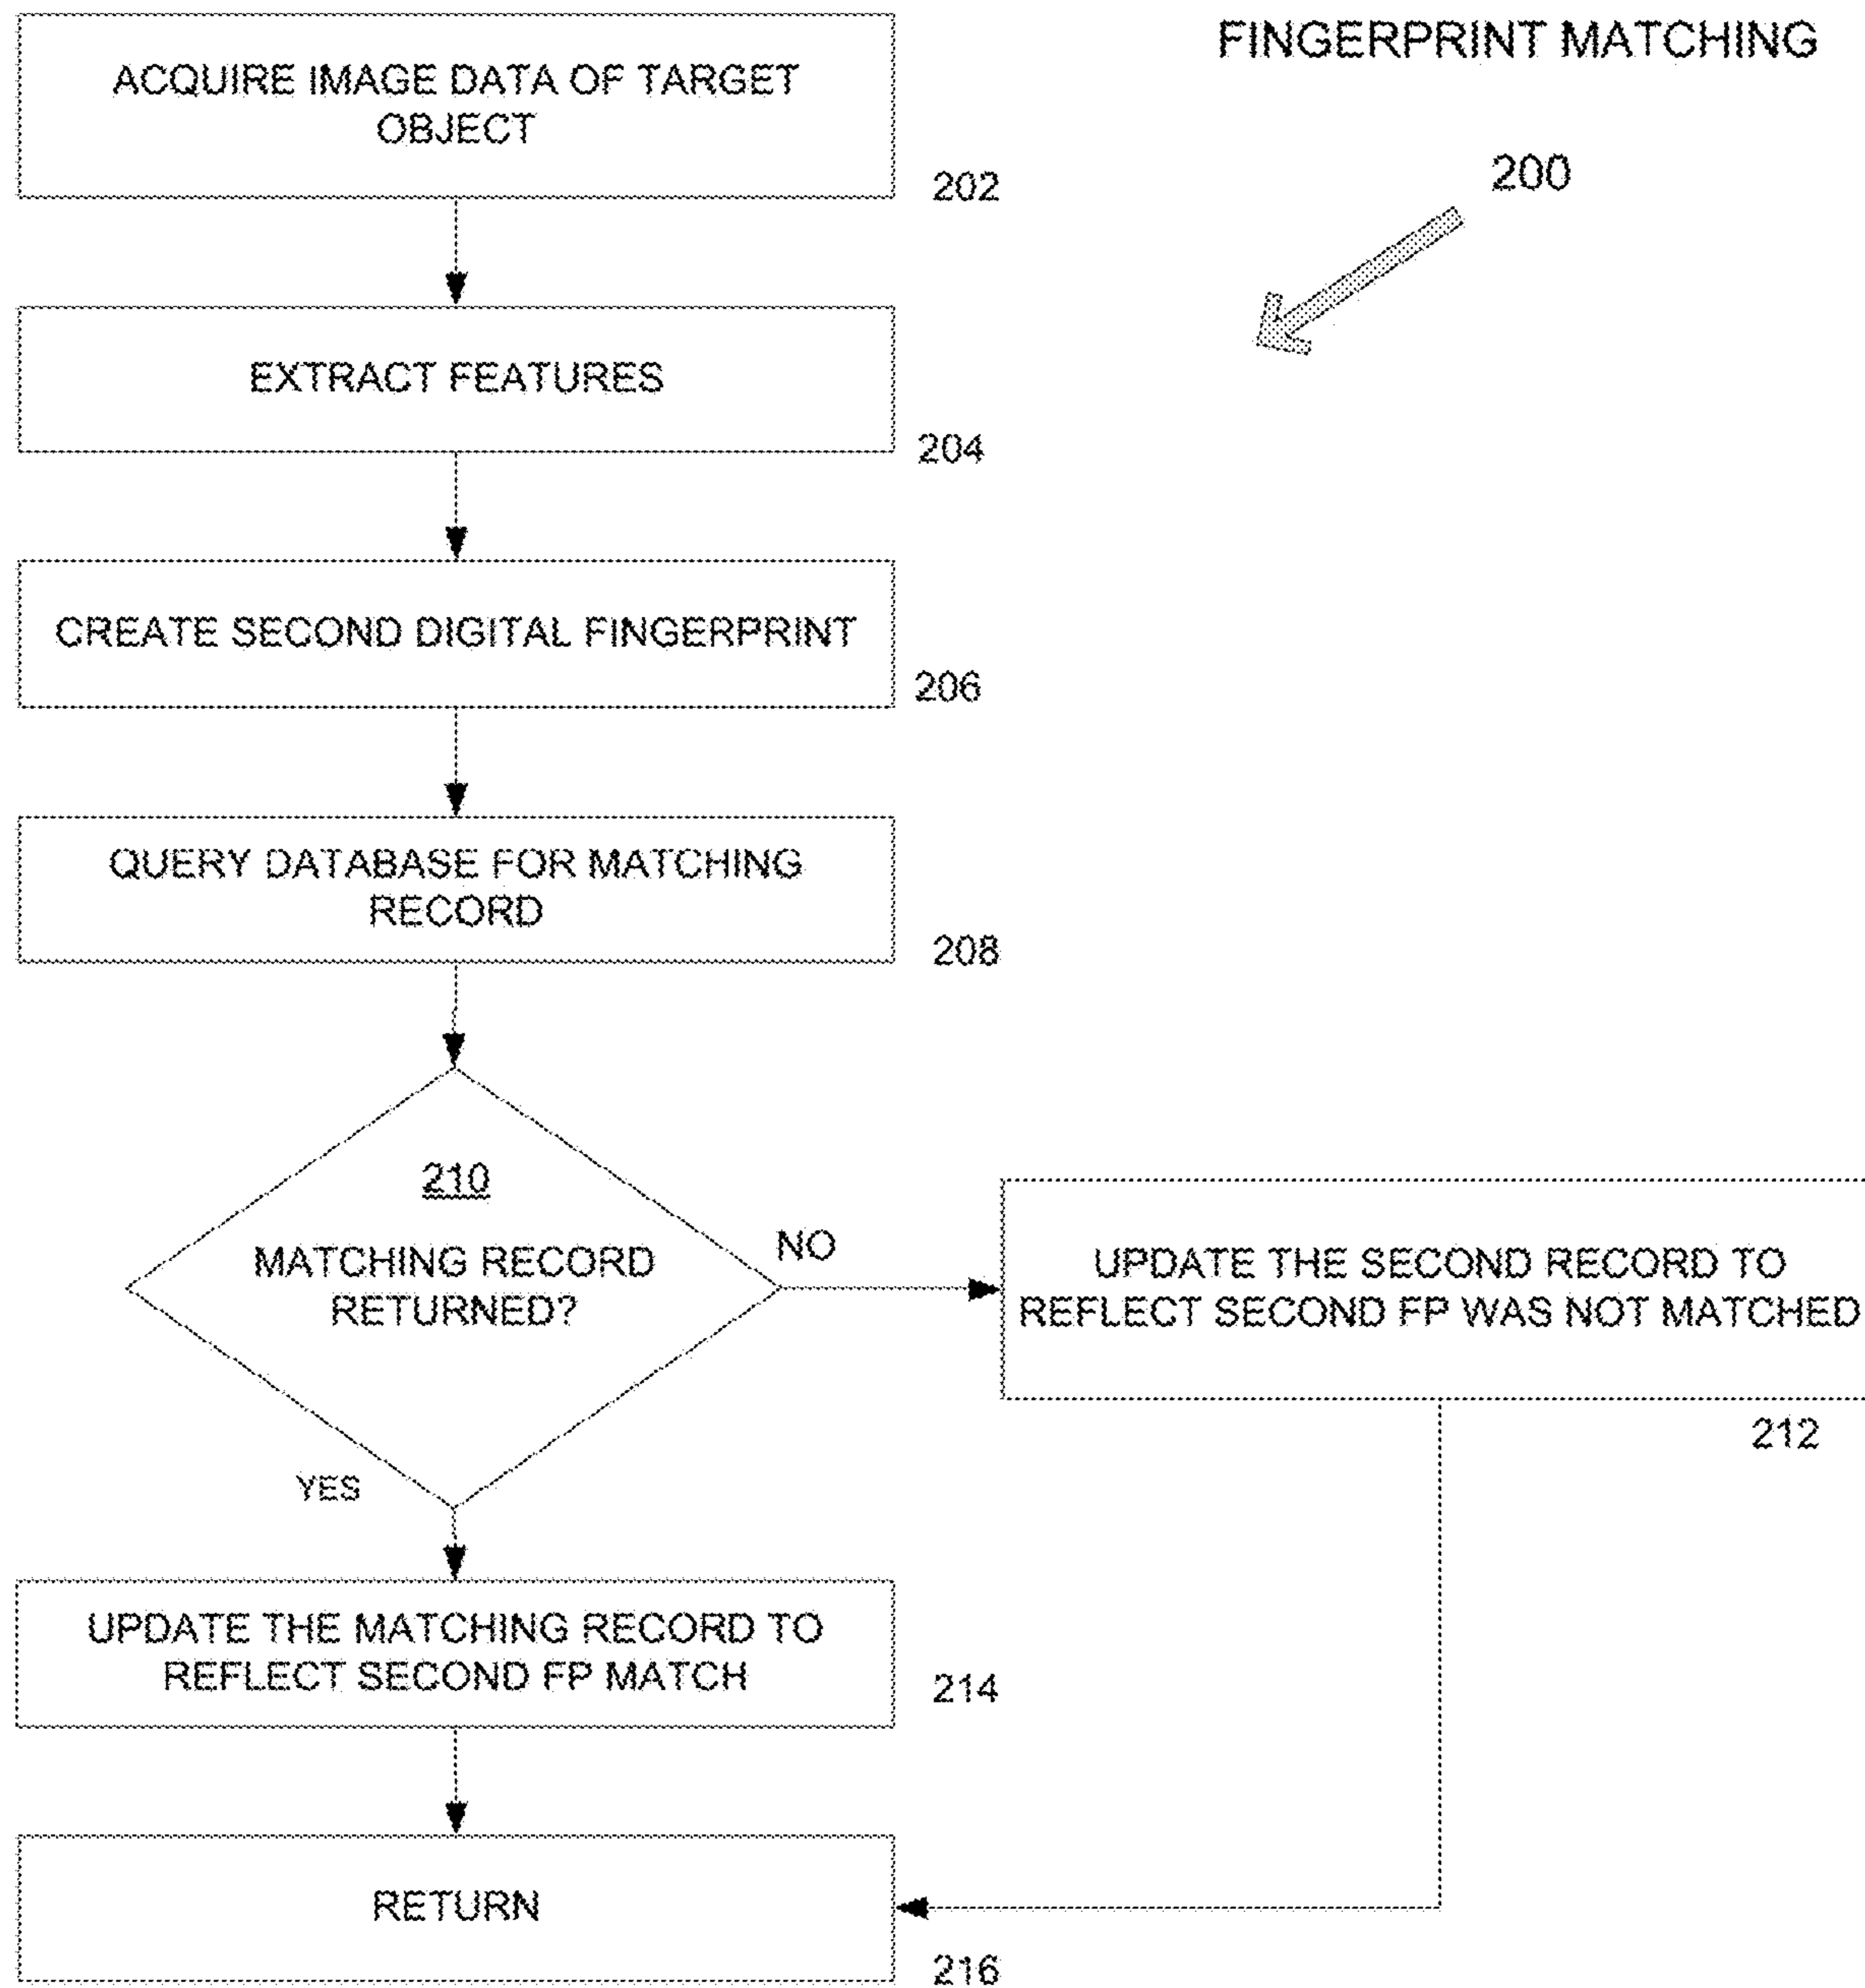 FINGERPRINT MATCHING
200
ACQUIRE IMAGE DATA OF TARGET
OBJECT
202
EXTRACT FEATURES
204
CREATE SECOND DIGITAL FINGERPRINT
206
QUERY DATABASE FOR MATCHING
RECORD
208
210
MATCHING RECORD
RETURNED?
NO
UPDATE THE SECOND RECORD TO
REFLECT SECOND FP WAS NOT MATCHED
212
YES
UPDATE THE MATCHING RECORD TO
REFLECT SECOND FP MATCH
214
RETURN
216